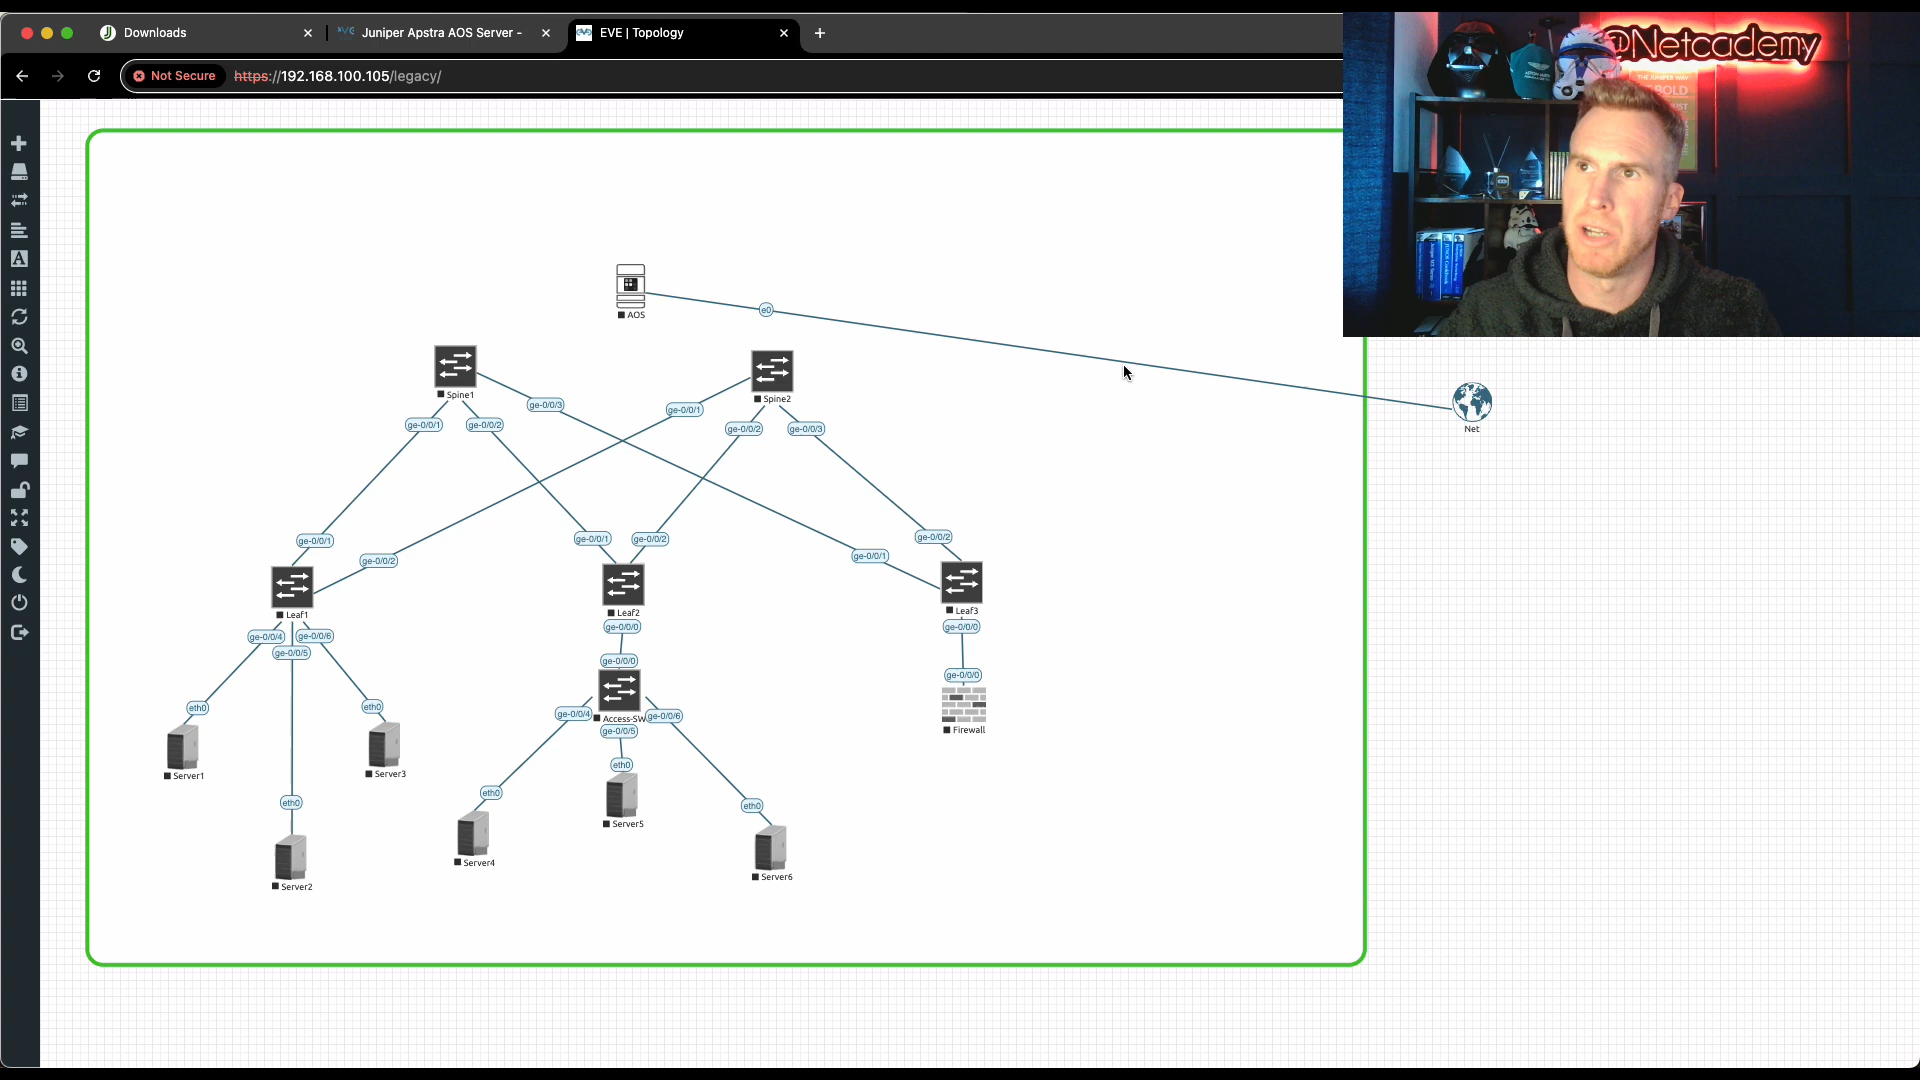 Downloads
Juniper Apstra AOS Server -
EVE | Topology
Not Secure
https://192.168.100.105/legacy/
@Netcademy
THE JUNIPER WAY
BOLD
AOS
e0
Spine1
Spine2
ge-0/0/3
ge-0/0/1
ge-0/0/1
ge-0/0/2
ge-0/0/2
ge-0/0/3
Net
ge-0/0/1
ge-0/0/2
ge-0/0/1
ge-0/0/2
ge-0/0/1
ge-0/0/2
Leaf1
Leaf2
Leaf3
ge-0/0/4
ge-0/0/6
ge-0/0/5
ge-0/0/0
ge-0/0/0
ge-0/0/0
ge-0/0/0
eth0
eth0
ge-0/0/4
Access-SW
ge-0/0/6
ge-0/0/5
Firewall
Server1
Server3
eth0
eth0
eth0
eth0
Server5
Server4
Server2
Server6